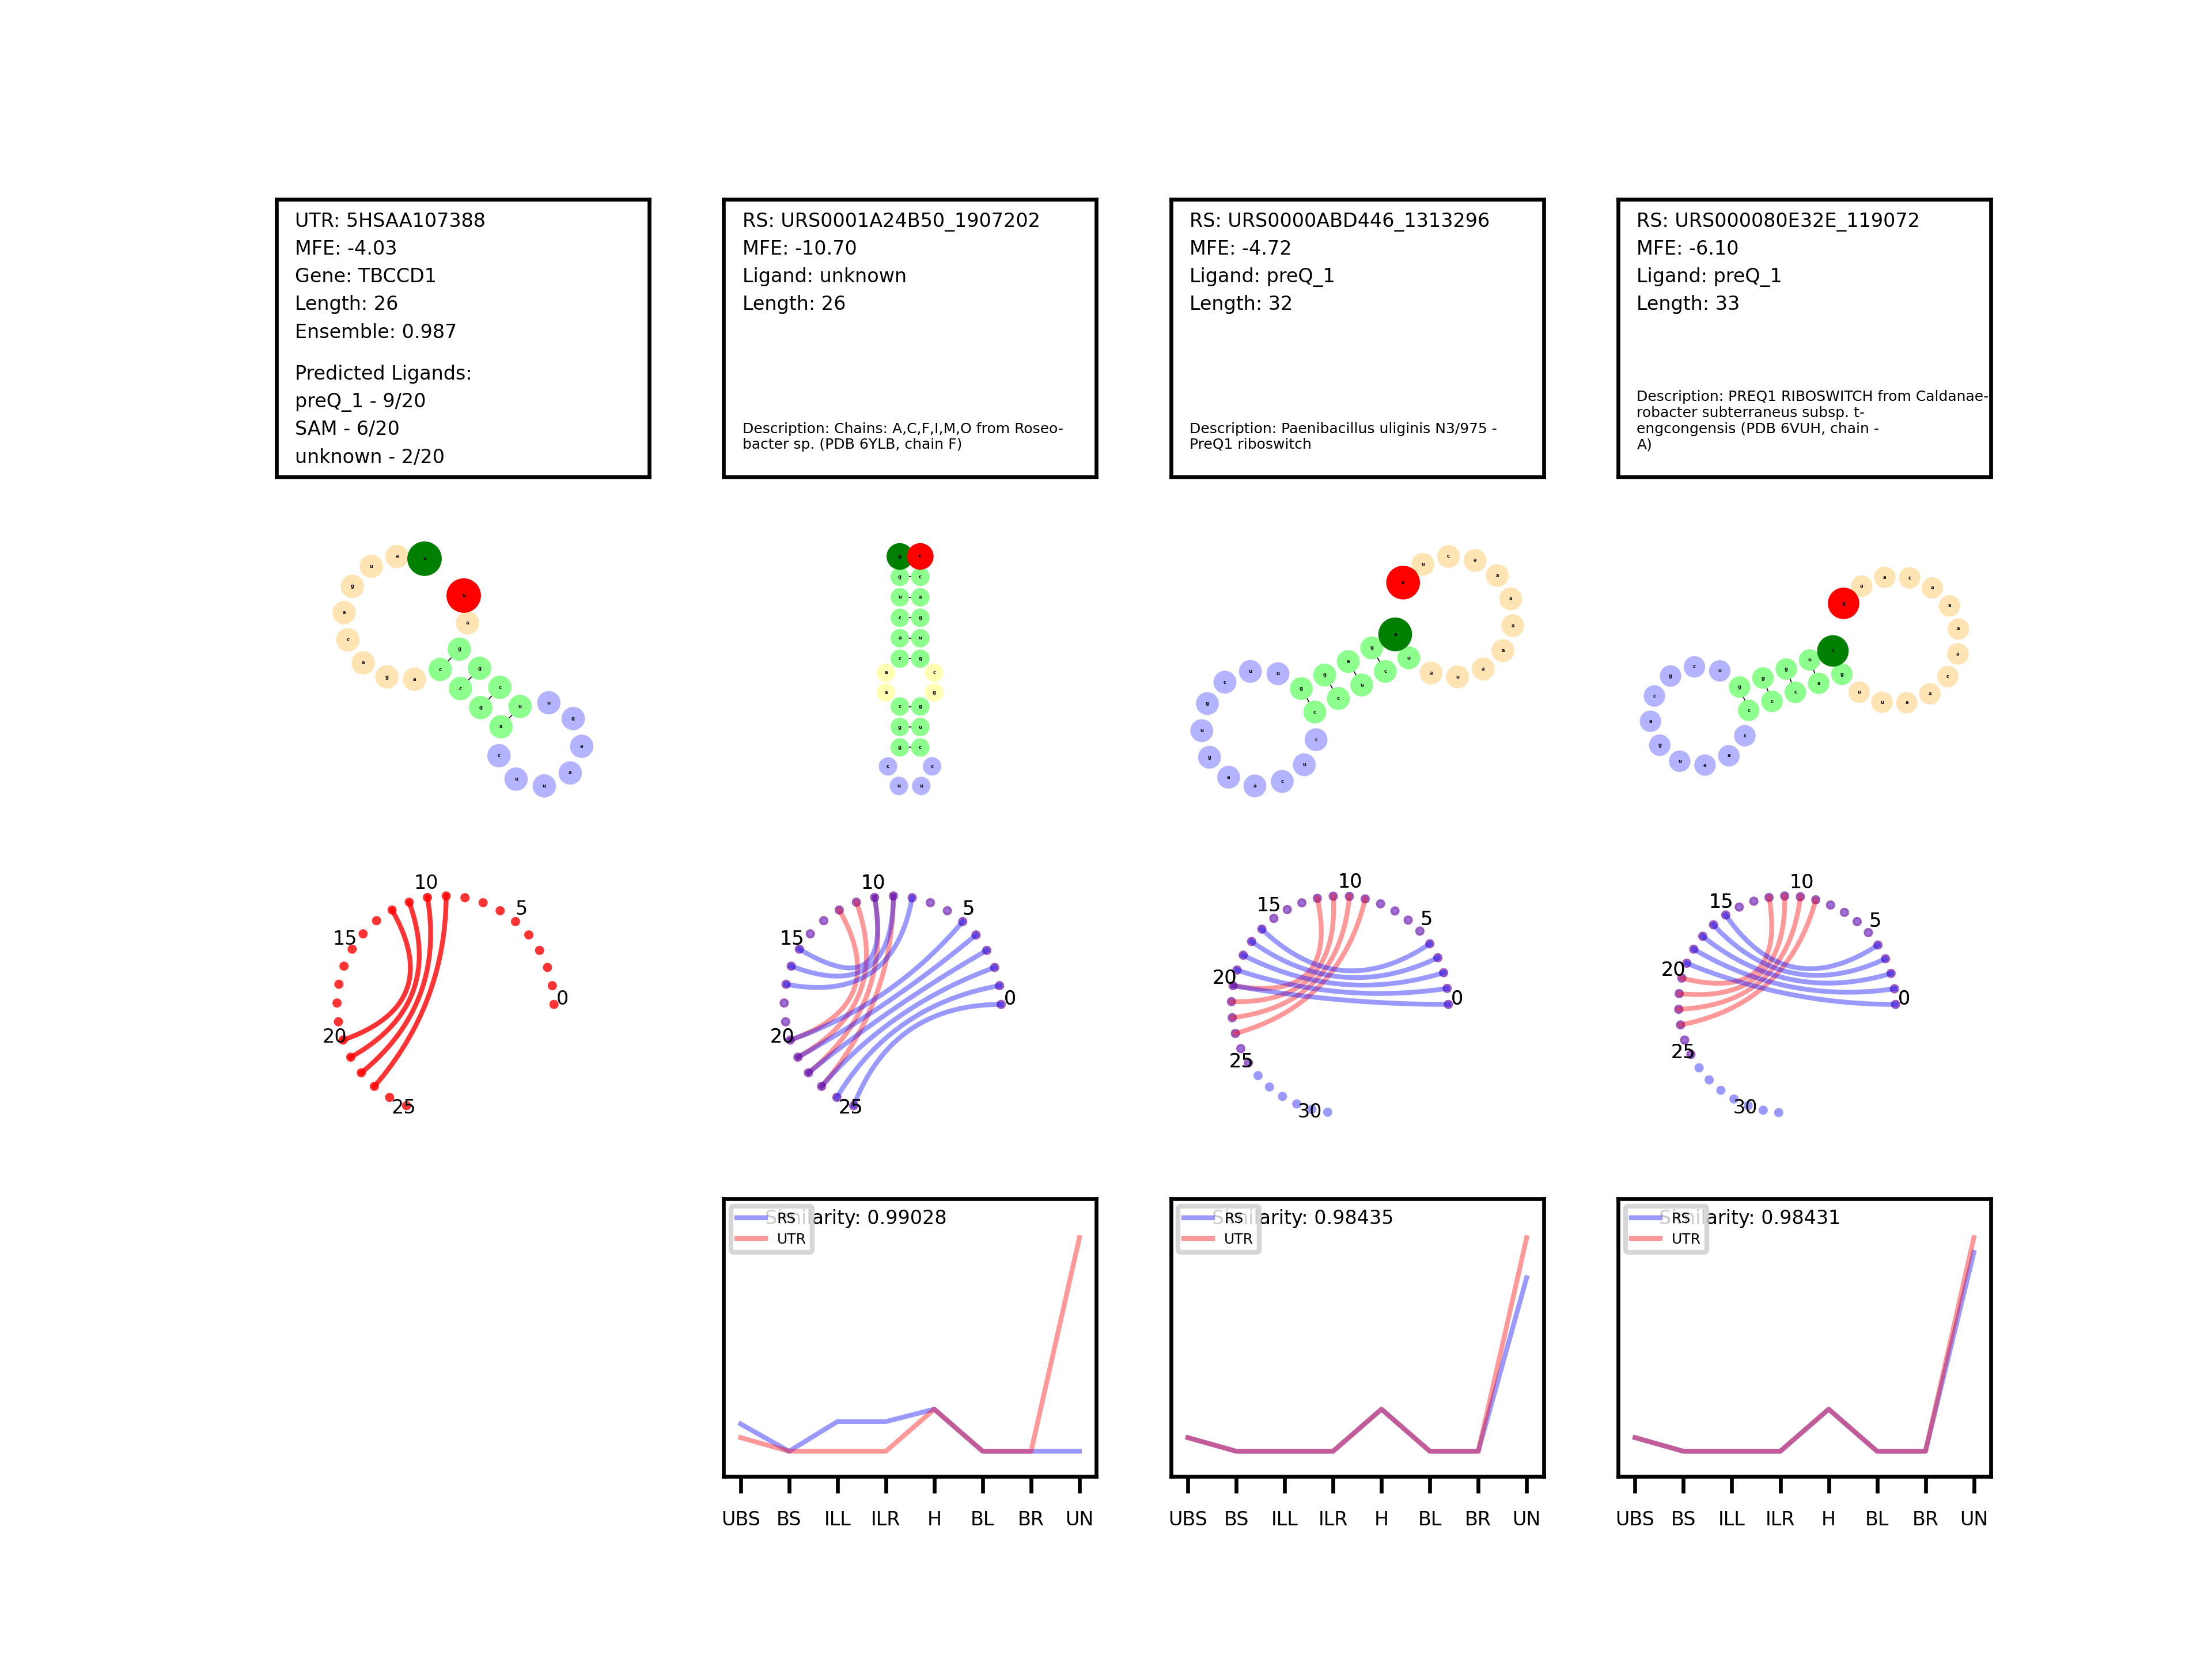 UTR: 5HSAA107388
MFE: -4.03
Gene: TBCCD1
Length: 26
Ensemble: 0.987
Predicted Ligands:
preQ_1 - 9/20
SAM - 6/20
unknown - 2/20
RS: URS0001A24B50_1907202
MFE: -10.70
Ligand: unknown
Length: 26
Description: Chains: A,C,F,I,M,O from Roseo-
bacter sp. (PDB 6YLB, chain F)
RS: URS0000ABD446_1313296
MFE: -4.72
Ligand: preQ_1
Length: 32
Description: Paenibacillus uliginis N3/975 -
PreQ1 riboswitch
RS: URS000080E32E_119072
MFE: -6.10
Ligand: preQ_1
Length: 33
Description: PREQ1 RIBOSWITCH from Caldanae-
robacter subterraneus subsp. t-
engcongensis (PDB 6VUH, chain -
A)
0
5
10
15
20
25
0
5
10
15
20
25
0
5
10
15
20
25
30
0
5
10
15
20
25
30
Similarity: 0.99028
RS
UTR
UBS BS ILL ILR H BL BR UN
Similarity: 0.98435
RS
UTR
UBS BS ILL ILR H BL BR UN
Similarity: 0.98431
RS
UTR
UBS BS ILL ILR H BL BR UN